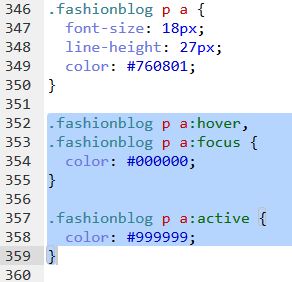 346 .fashionblog p a {
347   font-size: 18px;
348   line-height: 27px;
349   color: #760801;
350 }
351
352 .fashionblog p a:hover,
353 .fashionblog p a:focus {
354   color: #000000;
355 }
356
357 .fashionblog p a:active {
358   color: #999999;
359 }
360